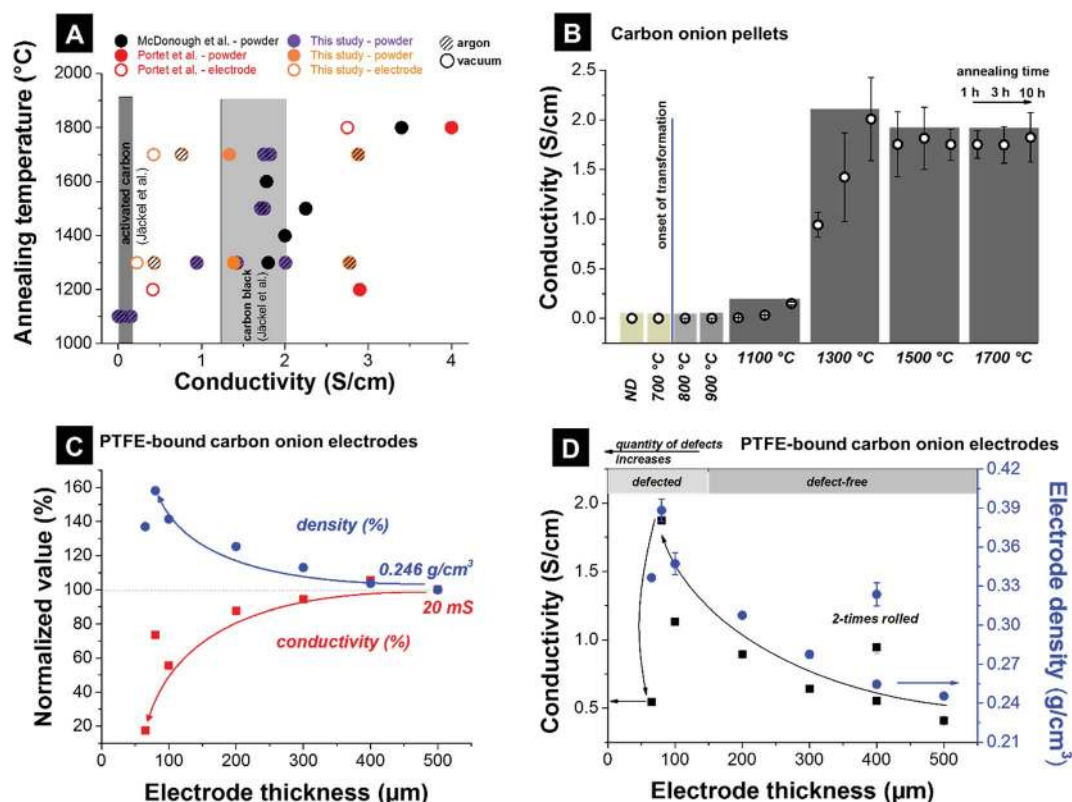 A
McDonough et al. - powder
Portet et al. - powder
Portet et al. - electrode
This study - powder
This study - powder
This study - electrode
argon
vacuum
Annealing temperature (°C)
2000
1800
1600
1400
1200
1000
activated carbon
(Jäckel et al.)
carbon black
(Jäckel et al.)
0
1
2
3
4
Conductivity (S/cm)
B
Carbon onion pellets
annealing time
1 h 3 h 10 h
Conductivity (S/cm)
2.5
2.0
1.5
1.0
0.5
0.0
onset of transformation
ND
700 °C
800 °C
900 °C
1100 °C
1300 °C
1500 °C
1700 °C
C
PTFE-bound carbon onion electrodes
Normalized value (%)
160
140
120
100
80
60
40
20
density (%)
0.246 g/cm³
20 mS
conductivity (%)
0 100 200 300 400 500
Electrode thickness (µm)
D
quantity of defects
increases
PTFE-bound carbon onion electrodes
defected
defect-free
Conductivity (S/cm)
2.0
1.5
1.0
0.5
2-times rolled
0.42
0.39
0.36
0.33
0.30
0.27
0.24
0.21
Electrode density (g/cm³)
0 100 200 300 400 500
Electrode thickness (µm)